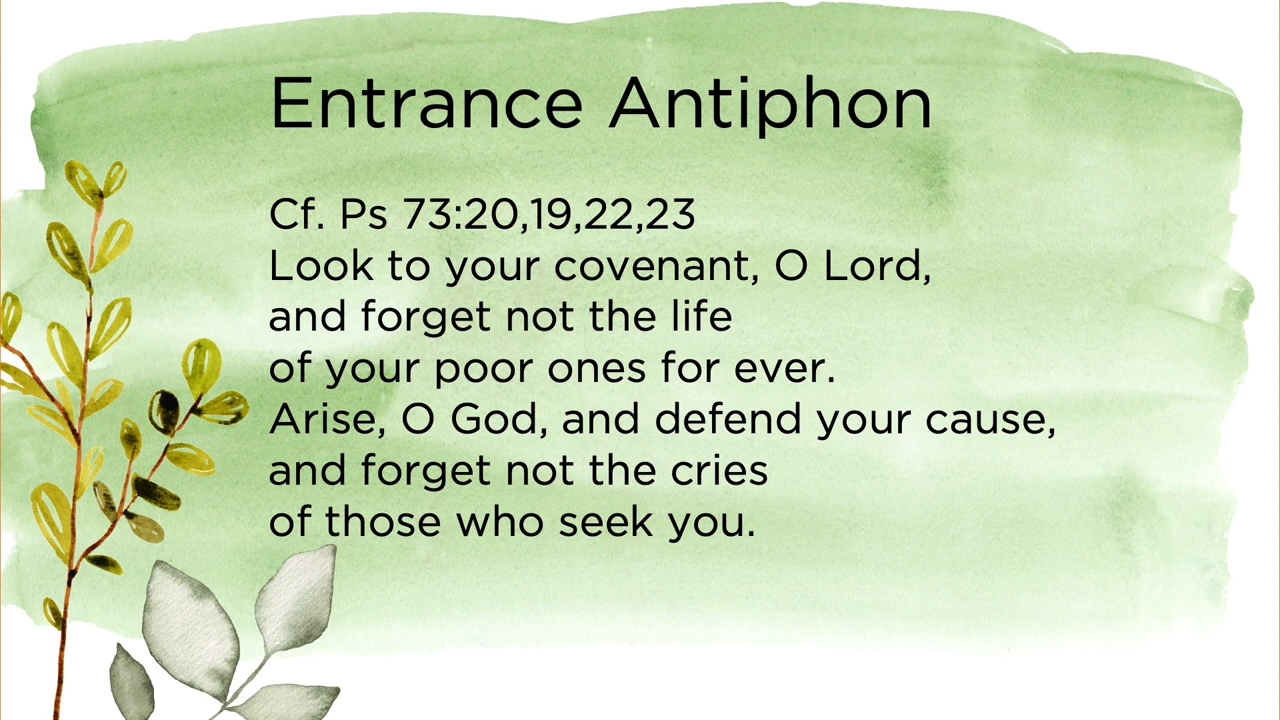 Entrance Antiphon
Cf. Ps 73:20,19,22,23
Look to your covenant, O Lord,
and forget not the life
of your poor ones for ever.
Arise, O God, and defend your cause,
and forget not the cries
of those who seek you.